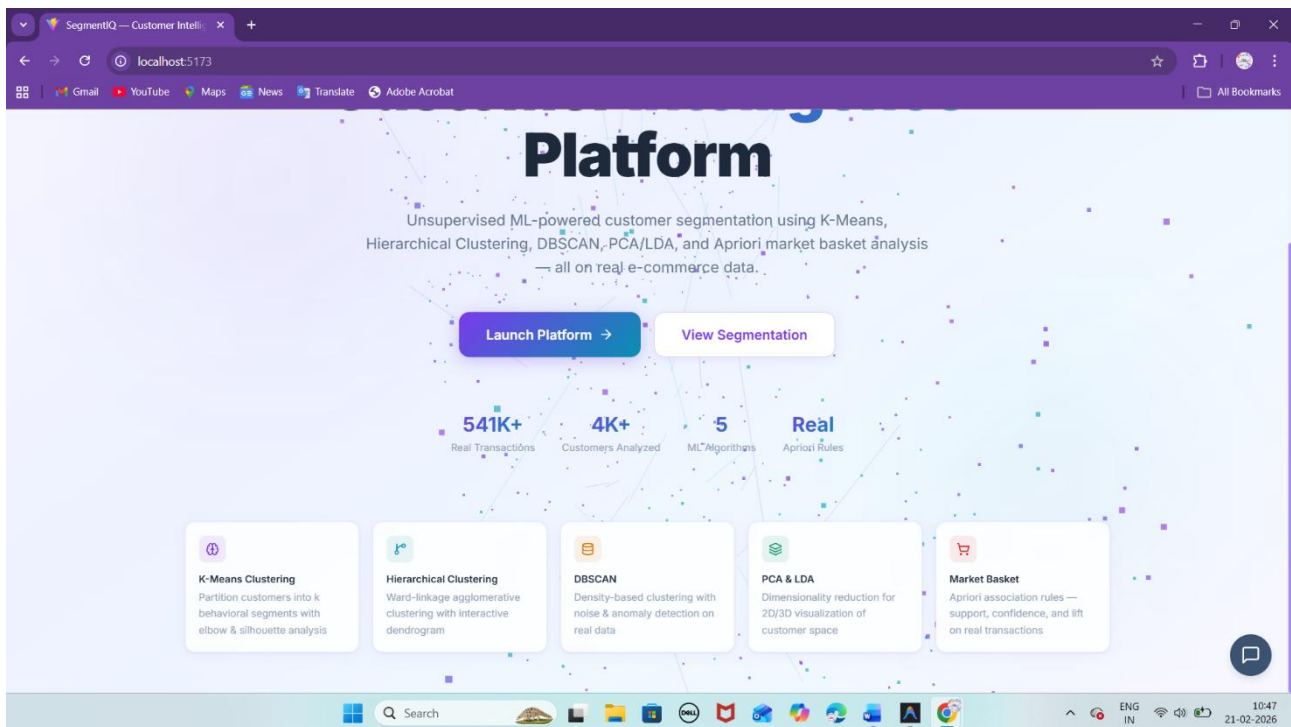 SegmentIQ — Customer Intelli
localhost:5173
Gmail
YouTube
Maps
News
Translate
Adobe Acrobat
All Bookmarks
Platform
Unsupervised ML-powered customer segmentation using K-Means,
Hierarchical Clustering, DBSCAN, PCA/LDA, and Apriori market basket analysis
— all on real e-commerce data.
Launch Platform →
View Segmentation
541K+
Real Transactions
4K+
Customers Analyzed
5
ML Algorithms
Real
Apriori Rules
K-Means Clustering
Partition customers into k
behavioral segments with
elbow & silhouette analysis
Hierarchical Clustering
Ward-linkage agglomerative
clustering with interactive
dendrogram
DBSCAN
Density-based clustering with
noise & anomaly detection on
real data
PCA & LDA
Dimensionality reduction for
2D/3D visualization of
customer space
Market Basket
Apriori association rules —
support, confidence, and lift
on real transactions
Search
DELL
ENG
IN
10:47
21-02-2026